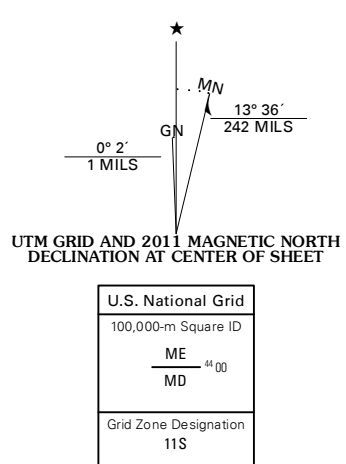 ★
MN
GN
13° 36´
242 MILS
0° 2´
1 MILS
UTM GRID AND 2011 MAGNETIC NORTH
DECLINATION AT CENTER OF SHEET
U.S. National Grid
100,000-m Square ID
ME
44 00
MD
Grid Zone Designation
11S